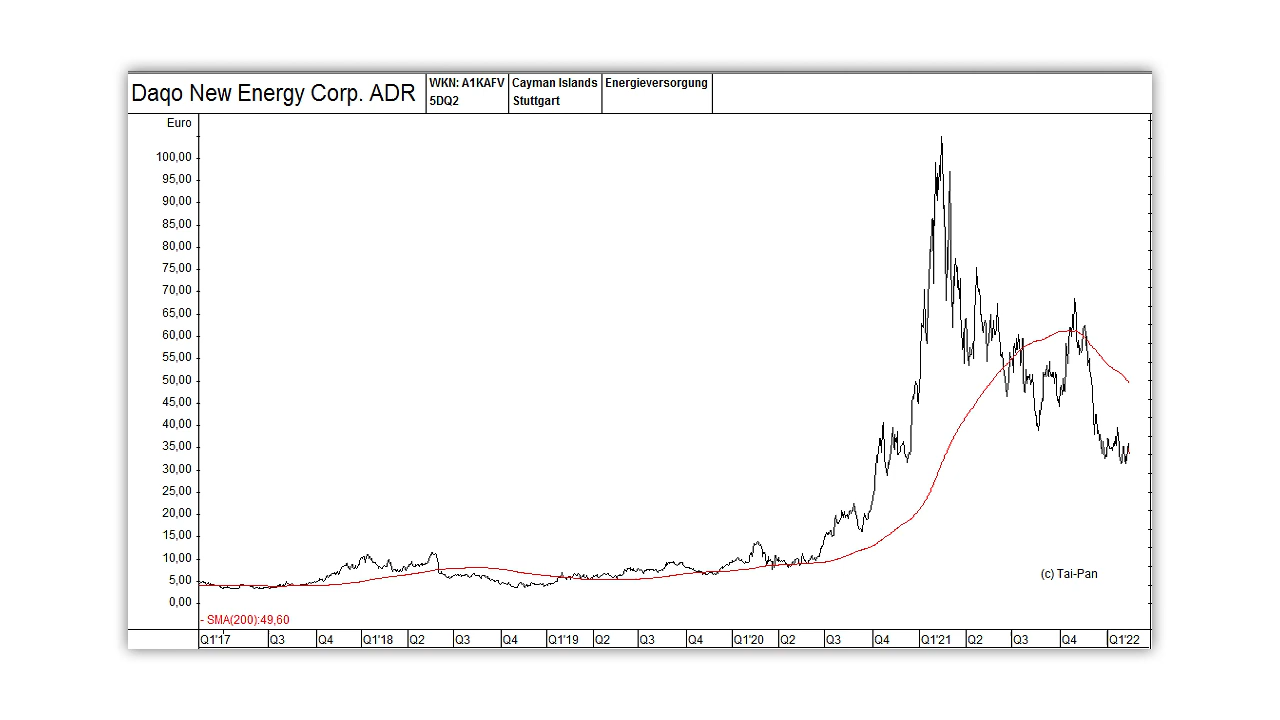 Daqo New Energy Corp. ADR
WKN: A1KAFV
5DQ2
Cayman Islands
Stuttgart
Energieversorgung
Euro
100,00
95,00
90,00
85,00
80,00
75,00
70,00
65,00
60,00
55,00
50,00
45,00
40,00
35,00
30,00
25,00
20,00
15,00
10,00
5,00
0,00
(c) Tai-Pan
- SMA(200):49,60
Q1'17 Q3 Q4 Q1'18 Q2 Q3 Q4 Q1'19 Q2 Q3 Q4 Q1'20 Q2 Q3 Q4 Q1'21 Q2 Q3 Q4 Q1'22